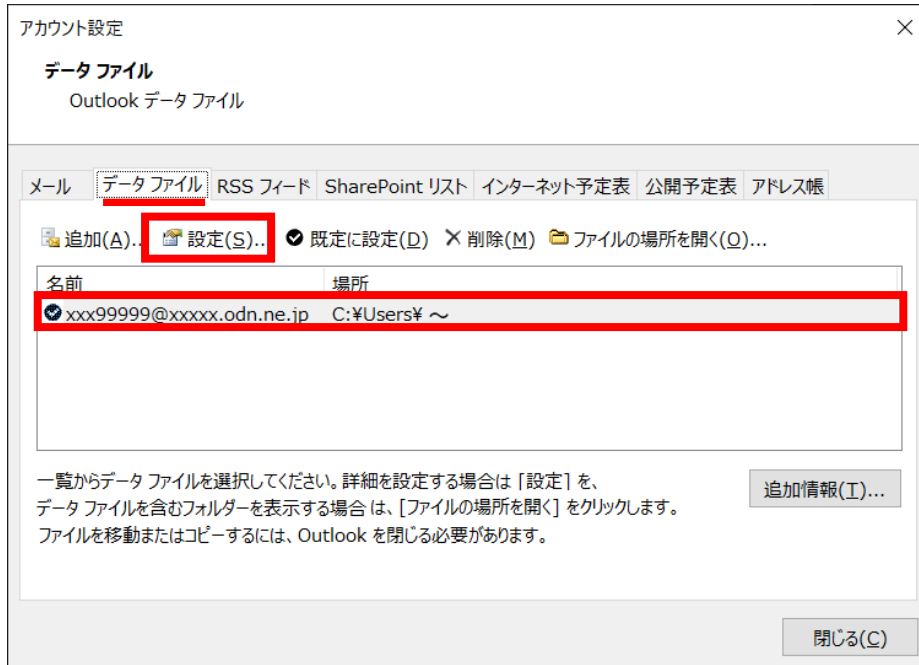 アカウント設定
データ ファイル
Outlook データ ファイル
メール データ ファイル RSS フィード SharePoint リスト インターネット予定表 公開予定表 アドレス帳
追加(A)... 設定(S)... 既定に設定(D) 削除(M) ファイルの場所を開く(O)...
名前 場所
xxx99999@xxxxx.odn.ne.jp C:¥Users¥ ～
一覧からデータ ファイルを選択してください。詳細を設定する場合は [設定] を、
データ ファイルを含むフォルダーを表示する場合 は、[ファイルの場所を開く] をクリックします。
ファイルを移動またはコピーするには、Outlook を閉じる必要があります。
追加情報(T)...
閉じる(C)